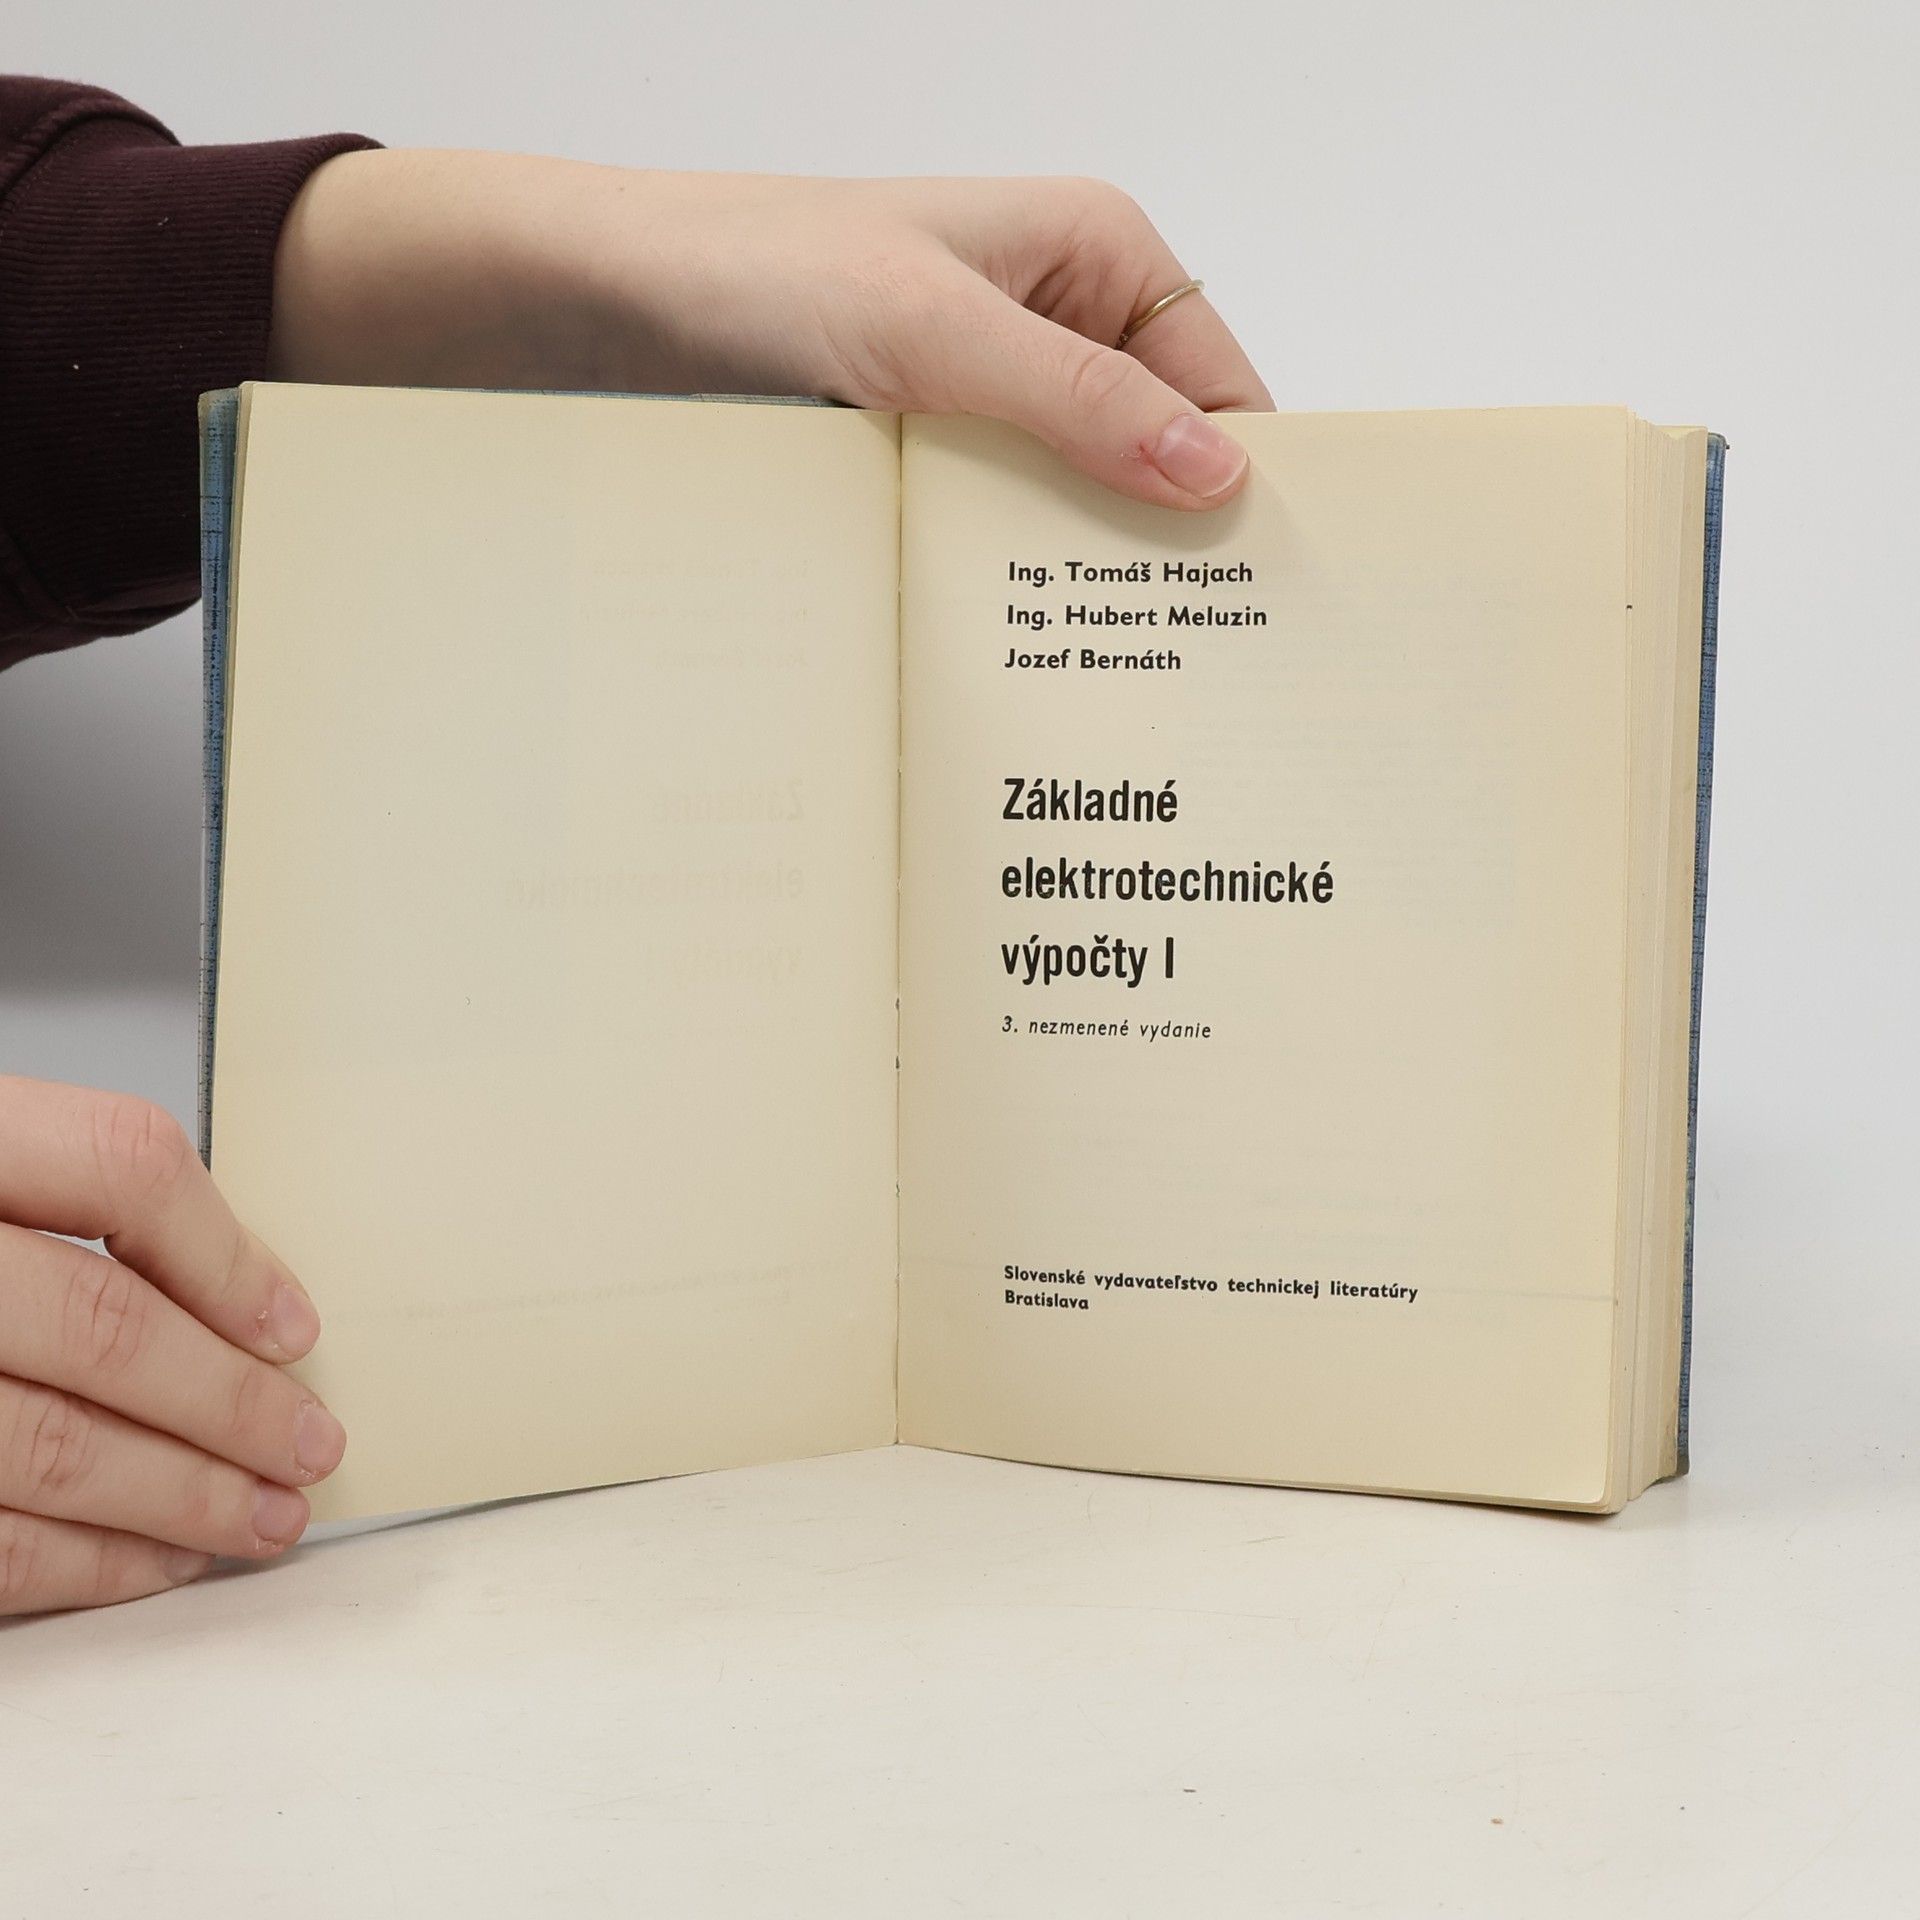 Ing. Tomáš Hajach
Ing. Hubert Meluzin
Jozef Bernáth
Základné
elektrotechnické
výpočty I
3. nezmenené vydanie
Slovenské vydavateľstvo technickej literatúry
Bratislava